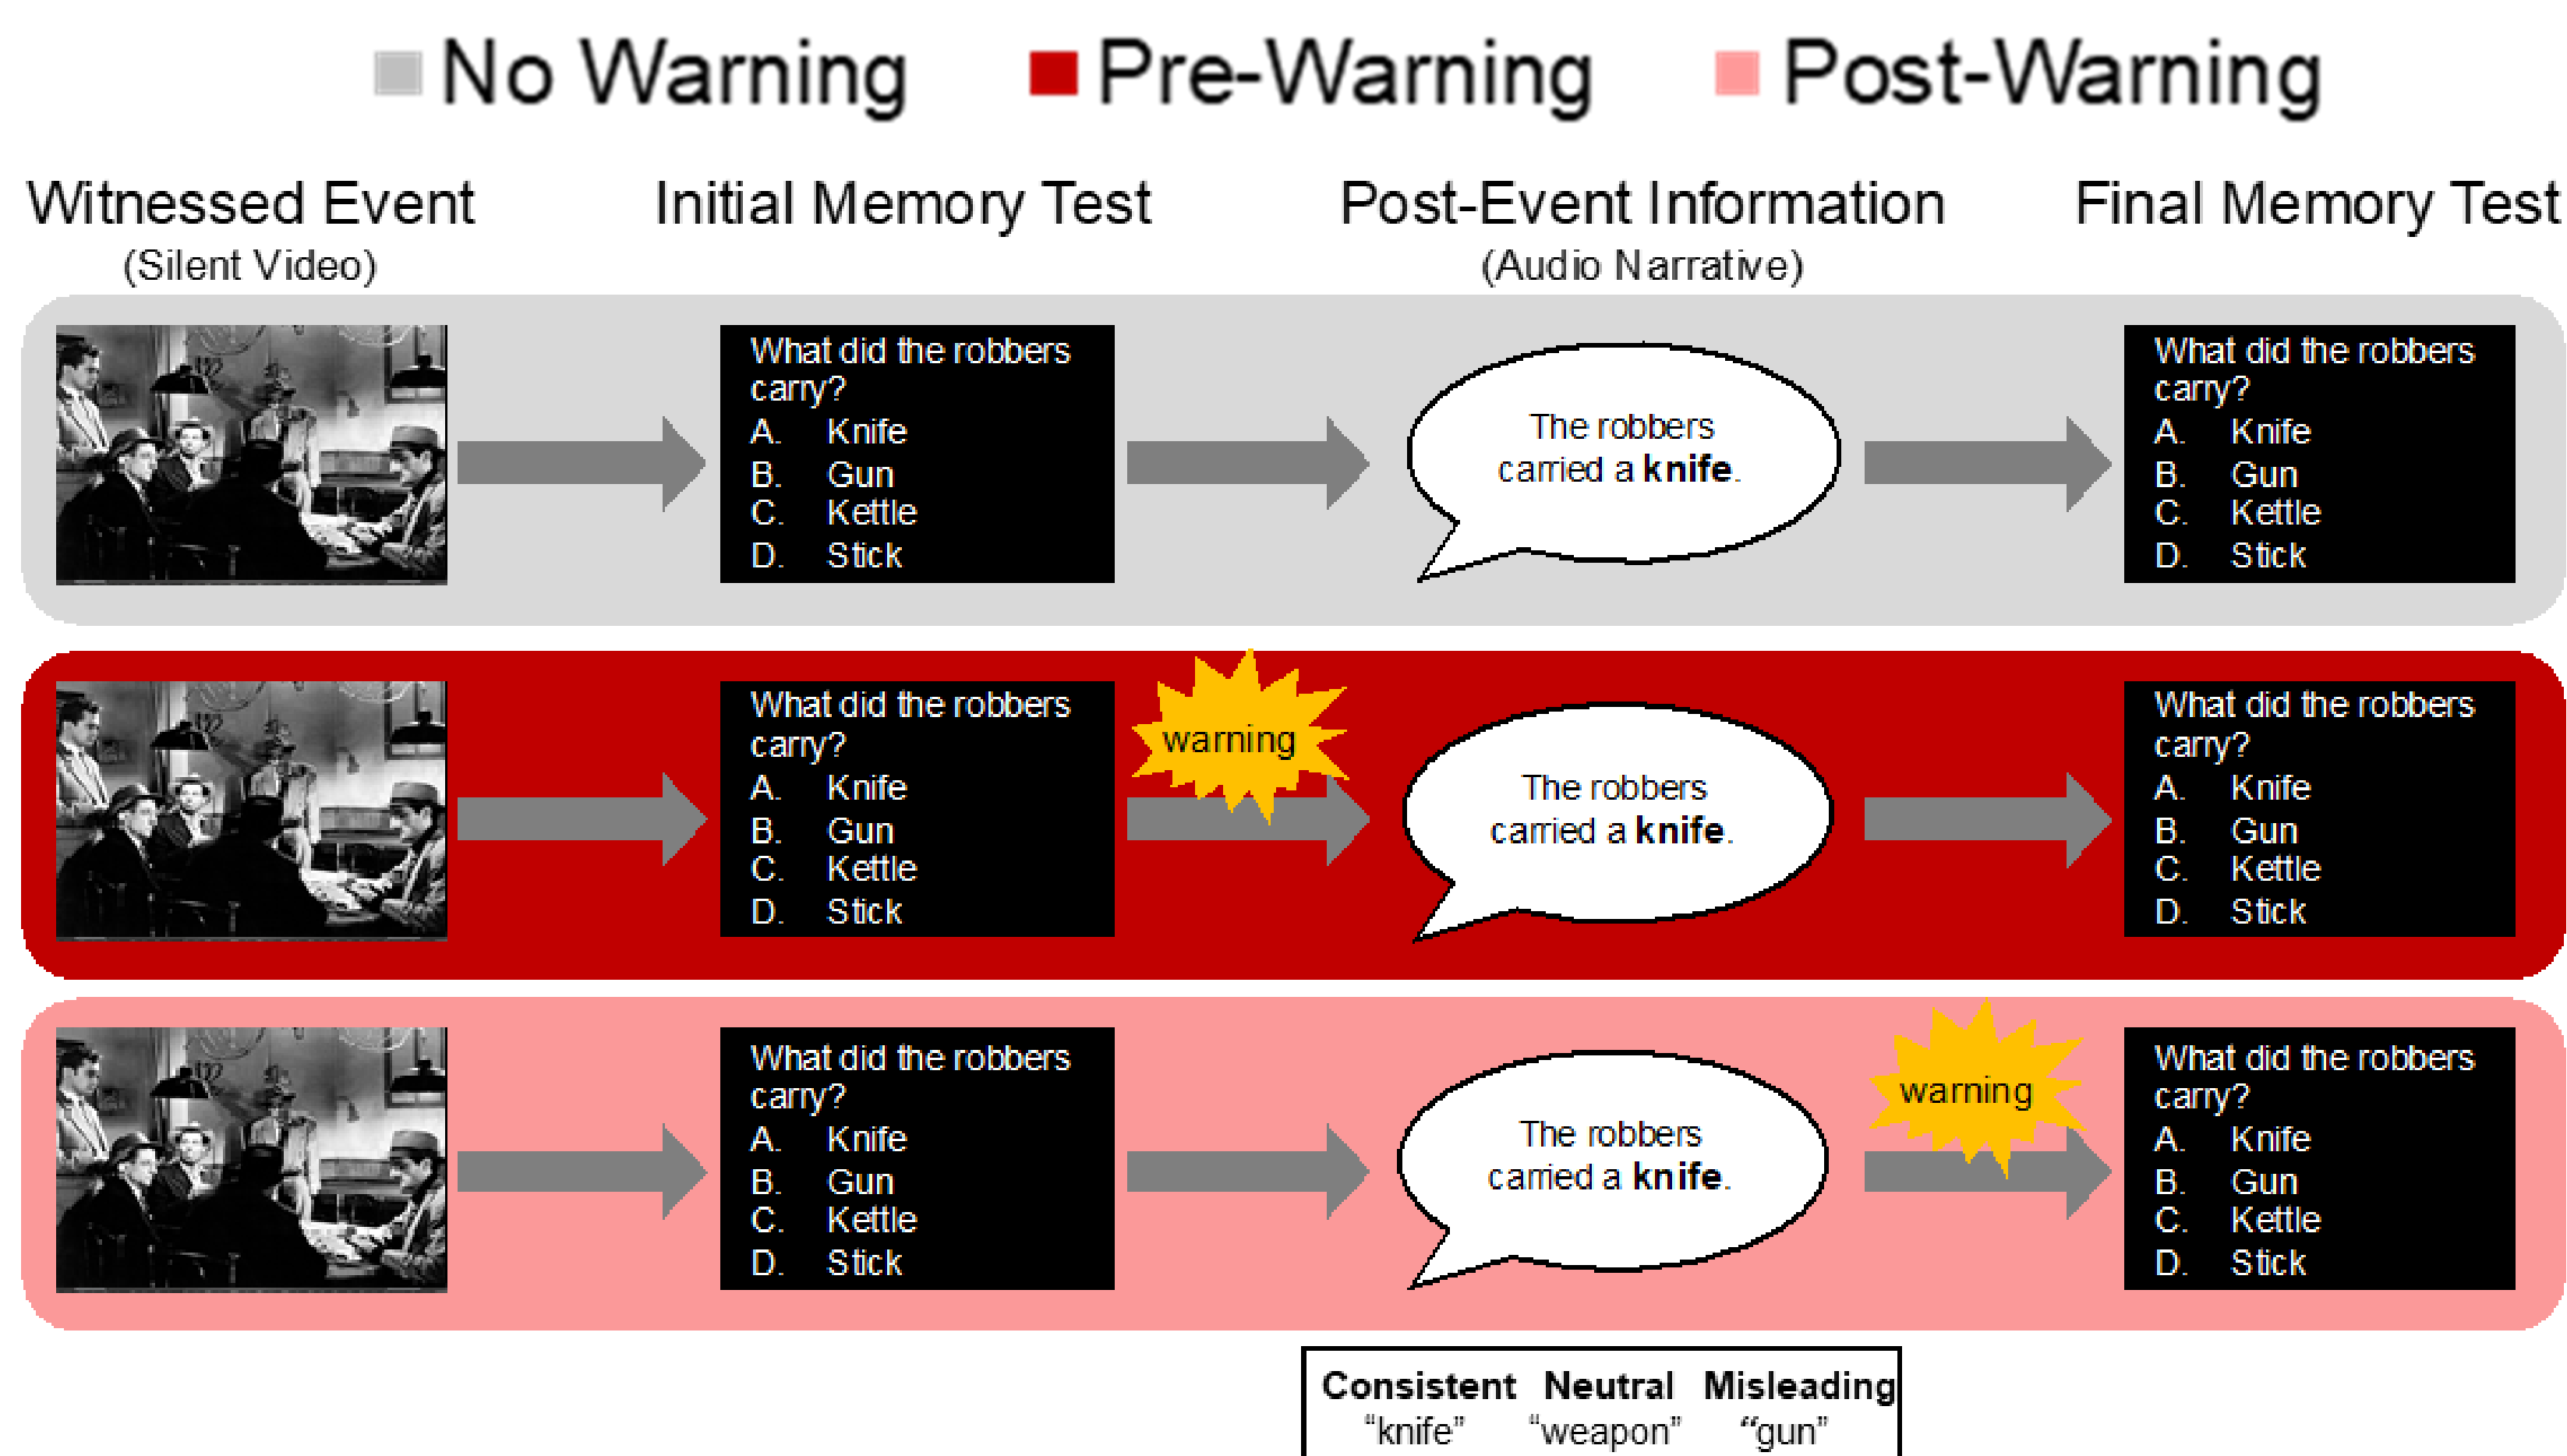 No Warning Pre-Warning Post-Warning
Witnessed Event Initial Memory Test Post-Event Information Final Memory Test
(Silent Video) (Audio Narrative)
What did the robbers
carry?
A. Knife
B. Gun
C. Kettle
D. Stick
The robbers
carried a knife.
What did the robbers
carry?
A. Knife
B. Gun
C. Kettle
D. Stick
What did the robbers
carry?
A. Knife
B. Gun
C. Kettle
D. Stick
warning
The robbers
carried a knife.
What did the robbers
carry?
A. Knife
B. Gun
C. Kettle
D. Stick
What did the robbers
carry?
A. Knife
B. Gun
C. Kettle
D. Stick
The robbers
carried a knife.
warning
What did the robbers
carry?
A. Knife
B. Gun
C. Kettle
D. Stick
Consistent Neutral Misleading
“knife” “weapon” “gun”